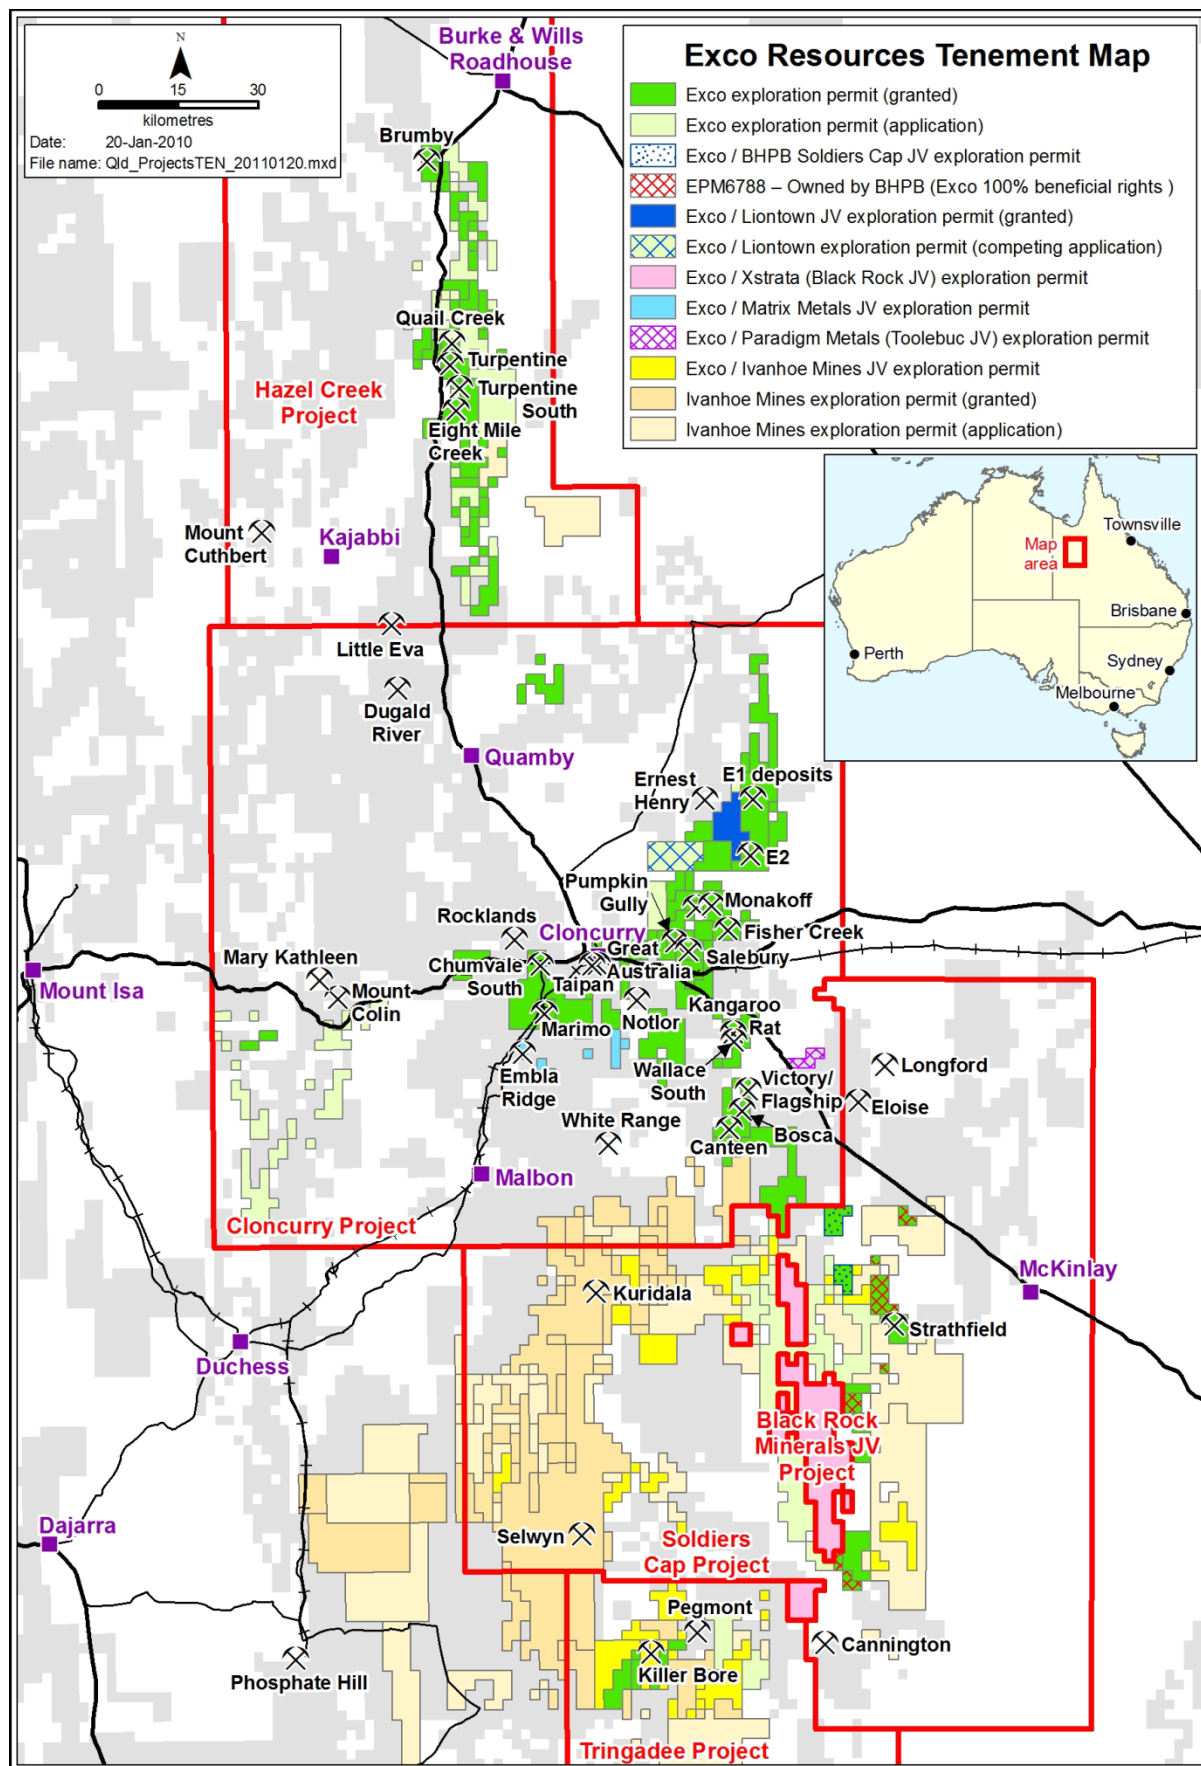 N
0 15 30
kilometres
Date: 20-Jan-2010
File name: Qld_ProjectsTEN_20110120.mxd
Burke & Wills
Roadhouse
Exco Resources Tenement Map
Exco exploration permit (granted)
Exco exploration permit (application)
Exco / BHPB Soldiers Cap JV exploration permit
EPM6788 – Owned by BHPB (Exco 100% beneficial rights )
Exco / Liontown JV exploration permit (granted)
Exco / Liontown exploration permit (competing application)
Exco / Xstrata (Black Rock JV) exploration permit
Exco / Matrix Metals JV exploration permit
Exco / Paradigm Metals (Toolebuc JV) exploration permit
Exco / Ivanhoe Mines JV exploration permit
Ivanhoe Mines exploration permit (granted)
Ivanhoe Mines exploration permit (application)
Townsville
Map
area
Brisbane
Perth
Sydney
Melbourne
Brumby
Quail Creek
Turpentine
Turpentine
South
Hazel Creek
Project
Eight Mile
Creek
Mount
Cuthbert
Kajabbi
Little Eva
Dugald
River
Quamby
Ernest
Henry
E1 deposits
E2
Pumpkin
Gully
Monakoff
Fisher Creek
Rocklands
Cloncurry
Great
Australia
Salebury
Mary Kathleen
Chumvale
South
Taipan
Mount Isa
Mount
Colin
Marimo
Notlor
Kangaroo
Rat
Embla
Ridge
Wallace
South
Longford
Victory/
Flagship
Eloise
White Range
Bosca
Canteen
Malbon
Cloncurry Project
McKinlay
Kuridala
Strathfield
Duchess
Black Rock
Minerals JV
Project
Dajarra
Selwyn
Soldiers
Cap Project
Pegmont
Cannington
Phosphate Hill
Killer Bore
Tringadee Project